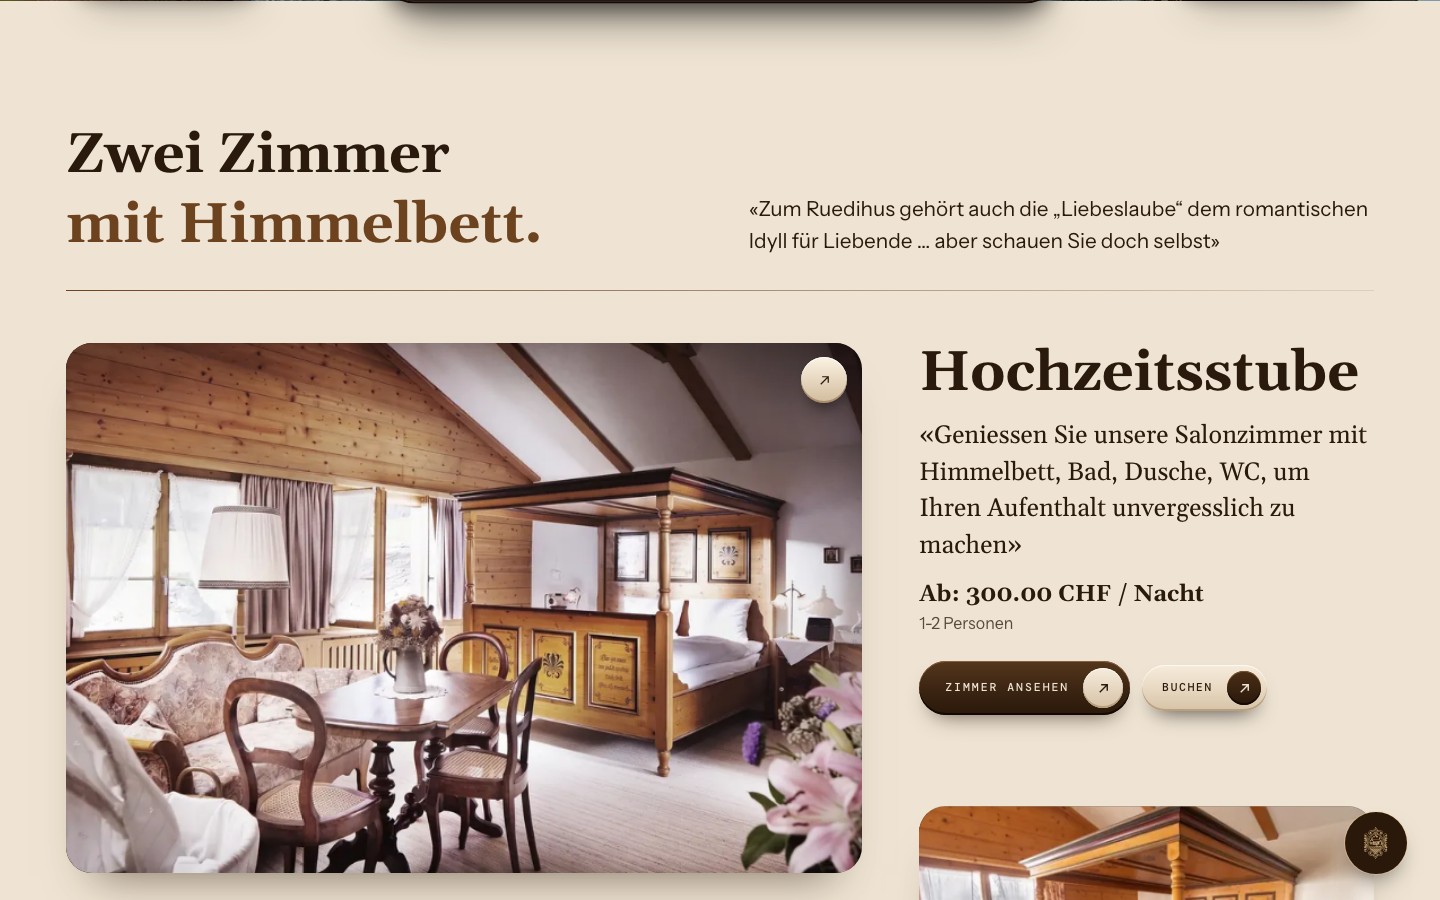 Zwei Zimmer
mit Himmelbett.
«Zum Ruedihus gehört auch die „Liebeslaube“ dem romantischen
Idyll für Liebende ... aber schauen Sie doch selbst»
Hochzeitsstube
«Geniessen Sie unsere Salonzimmer mit
Himmelbett, Bad, Dusche, WC, um
Ihren Aufenthalt unvergesslich zu
machen»
Ab: 300.00 CHF / Nacht
1-2 Personen
ZIMMER ANSEHEN
BUCHEN